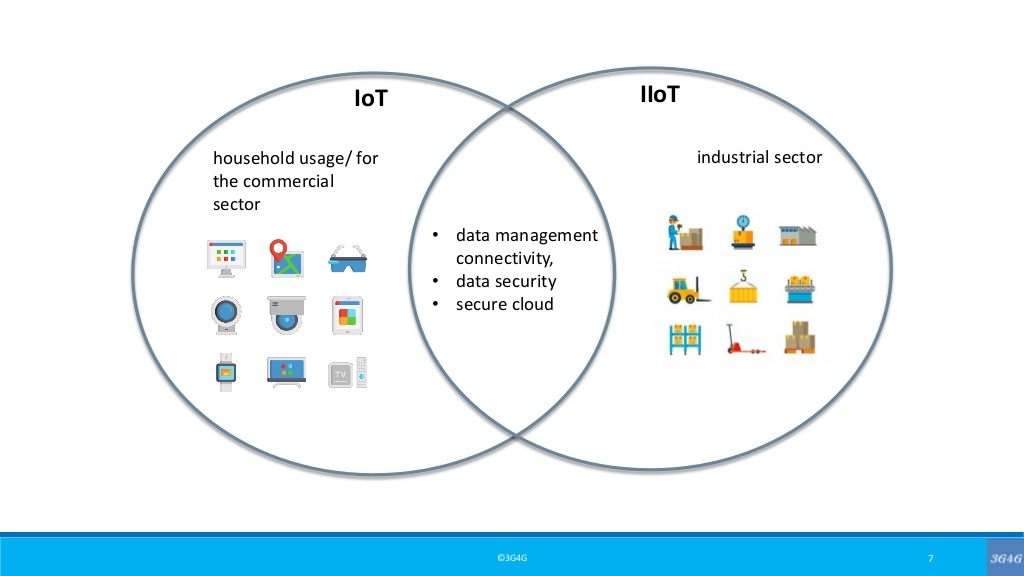 IoT
IIoT
household usage/ for
the commercial
sector
industrial sector
• data management
connectivity,
• data security
• secure cloud
TV
©3G4G
7
3G4G